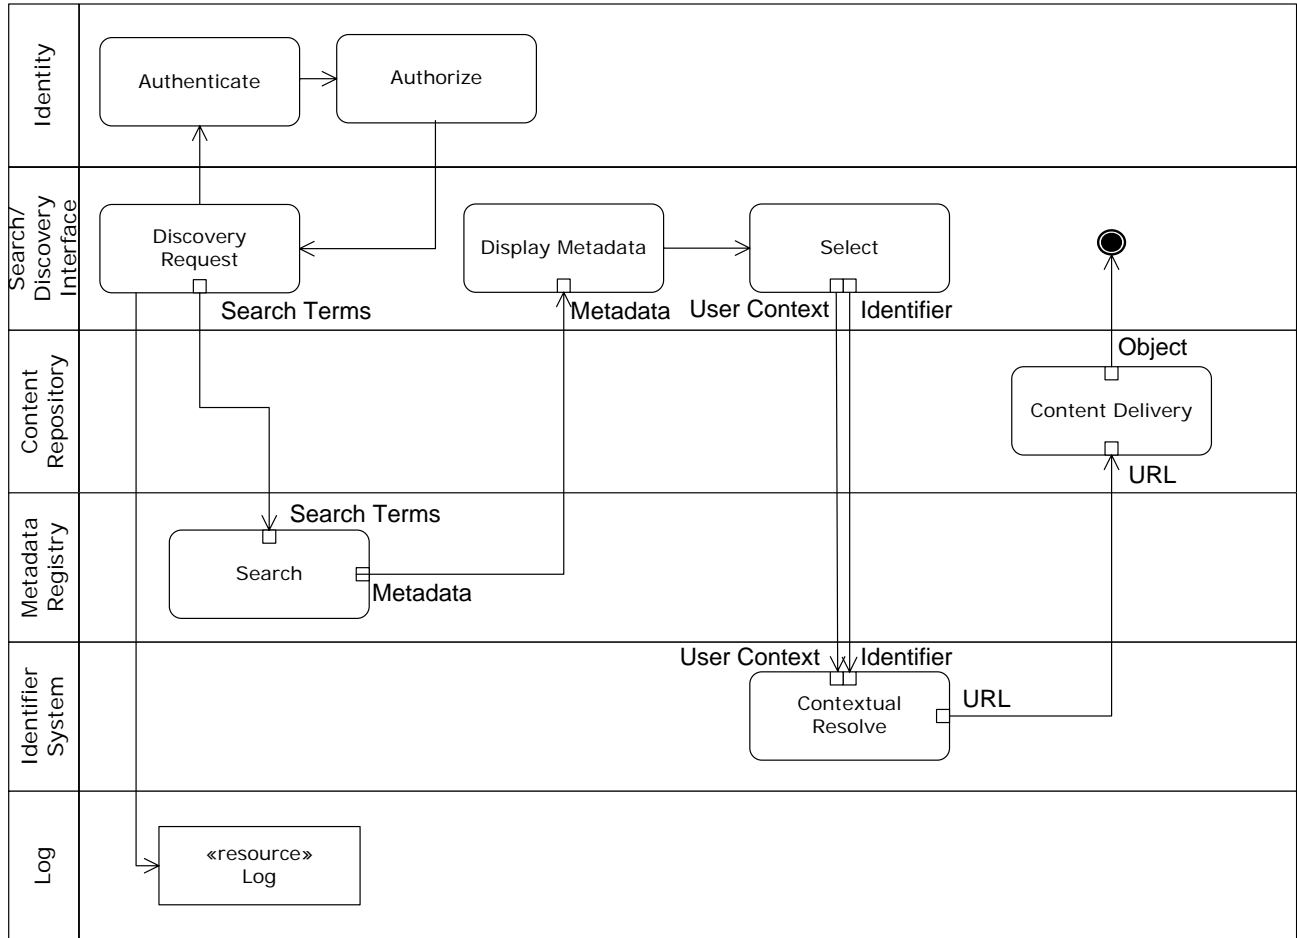 Identity
Authenticate
Authorize
Search/
Discovery
Interface
Discovery
Request
Search Terms
Display Metadata
Metadata
Select
User Context
Identifier
Content
Repository
Object
Content Delivery
URL
Metadata
Registry
Search Terms
Search
Metadata
Identifier
System
User Context
Identifier
Contextual
Resolve
URL
Log
«resource»
Log